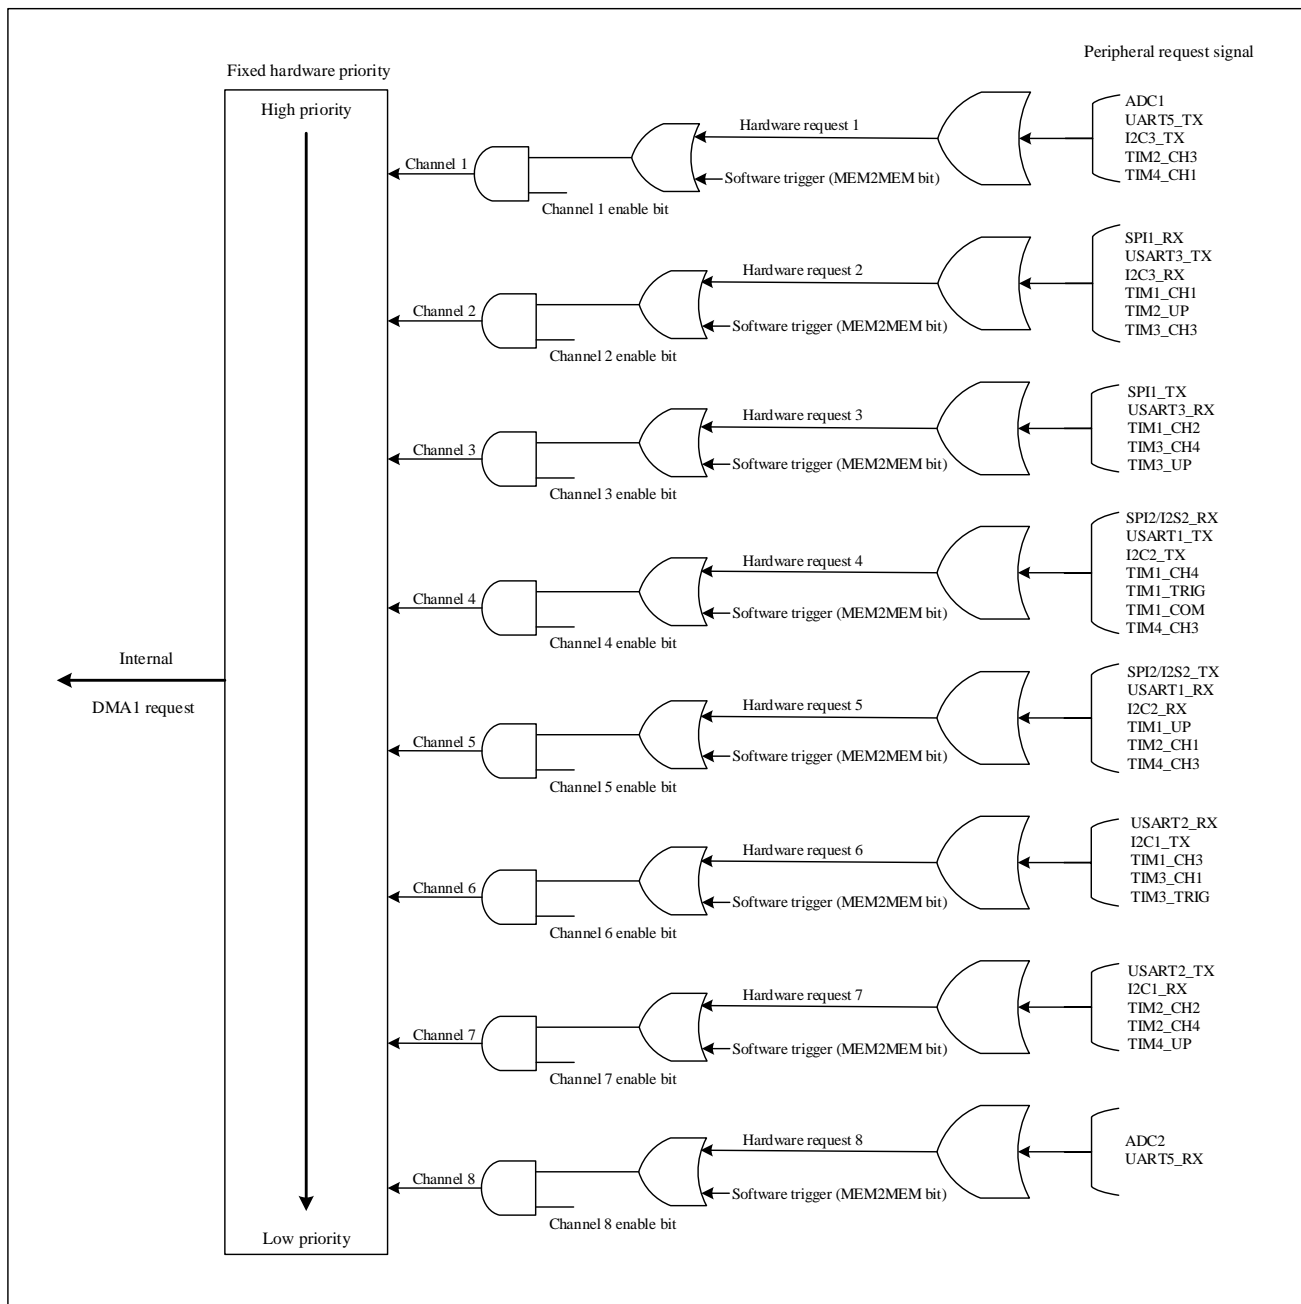 Peripheral request signal
Fixed hardware priority
High priority
ADC1
UART5_TX
I2C3_TX
TIM2_CH3
TIM4_CH1
Hardware request 1
Channel 1
Software trigger (MEM2MEM bit)
Channel 1 enable bit
SPI1_RX
USART3_TX
I2C3_RX
TIM1_CH1
TIM2_UP
TIM3_CH3
Hardware request 2
Channel 2
Software trigger (MEM2MEM bit)
Channel 2 enable bit
SPI1_TX
USART3_RX
TIM1_CH2
TIM3_CH4
TIM3_UP
Hardware request 3
Channel 3
Software trigger (MEM2MEM bit)
Channel 3 enable bit
SPI2/I2S2_RX
USART1_TX
I2C2_TX
TIM1_CH4
TIM1_TRIG
TIM1_COM
TIM4_CH3
Hardware request 4
Channel 4
Software trigger (MEM2MEM bit)
Channel 4 enable bit
Internal
DMA1 request
SPI2/I2S2_TX
USART1_RX
I2C2_RX
TIM1_UP
TIM2_CH1
TIM4_CH3
Hardware request 5
Channel 5
Software trigger (MEM2MEM bit)
Channel 5 enable bit
USART2_RX
I2C1_TX
TIM1_CH3
TIM3_CH1
TIM3_TRIG
Hardware request 6
Channel 6
Software trigger (MEM2MEM bit)
Channel 6 enable bit
USART2_TX
I2C1_RX
TIM2_CH2
TIM2_CH4
TIM4_UP
Hardware request 7
Channel 7
Software trigger (MEM2MEM bit)
Channel 7 enable bit
ADC2
UART5_RX
Hardware request 8
Channel 8
Software trigger (MEM2MEM bit)
Channel 8 enable bit
Low priority